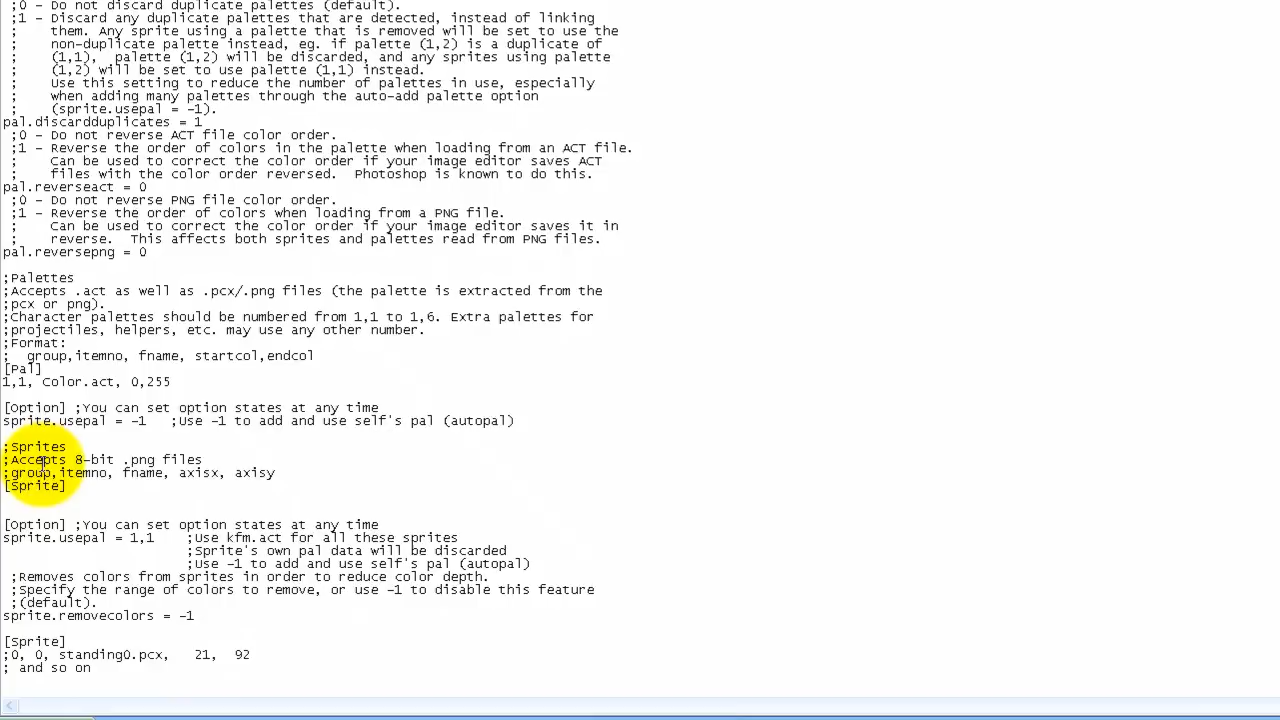 ;0 - Do not discard duplicate palettes (default).
;1 - Discard any duplicate palettes that are detected, instead of linking
; them. Any sprite using a palette that is removed will be set to use the
; non-duplicate palette instead, eg. if palette (1,2) is a duplicate of
; (1,1), palette (1,2) will be discarded, and any sprites using palette
; (1,2) will be set to use palette (1,1) instead.
; Use this setting to reduce the number of palettes in use, especially
; when adding many palettes through the auto-add palette option
; (sprite.usepal = -1).
pal.discardduplicates = 1
;0 - Do not reverse ACT file color order.
;1 - Reverse the order of colors in the palette when loading from an ACT file.
; Can be used to correct the color order if your image editor saves ACT
; files with the color order reversed. Photoshop is known to do this.
pal.reverseact = 0
;0 - Do not reverse PNG file color order.
;1 - Reverse the order of colors when loading from a PNG file.
; Can be used to correct the color order if your image editor saves it in
; reverse. This affects both sprites and palettes read from PNG files.
pal.reversepng = 0
;Palettes
;Accepts .act as well as .pcx/.png files (the palette is extracted from the
;pcx or png).
;Character palettes should be numbered from 1,1 to 1,6. Extra palettes for
;projectiles, helpers, etc. may use any other number.
;Format:
; group,itemno, fname, startcol,endcol
[Pal]
1,1, Color.act, 0,255
[Option] ;You can set option states at any time
sprite.usepal = -1 ;Use -1 to add and use self's pal (autopal)
;Sprites
;Accepts 8-bit .png files
;group,itemno, fname, axisx, axisy
[Sprite]
[Option] ;You can set option states at any time
sprite.usepal = 1,1 ;Use kfm.act for all these sprites
;Sprite's own pal data will be discarded
;Use -1 to add and use self's pal (autopal)
;Removes colors from sprites in order to reduce color depth.
;Specify the range of colors to remove, or use -1 to disable this feature
;(default).
sprite.removecolors = -1
[Sprite]
;0, 0, standing0.pcx, 21, 92
; and so on